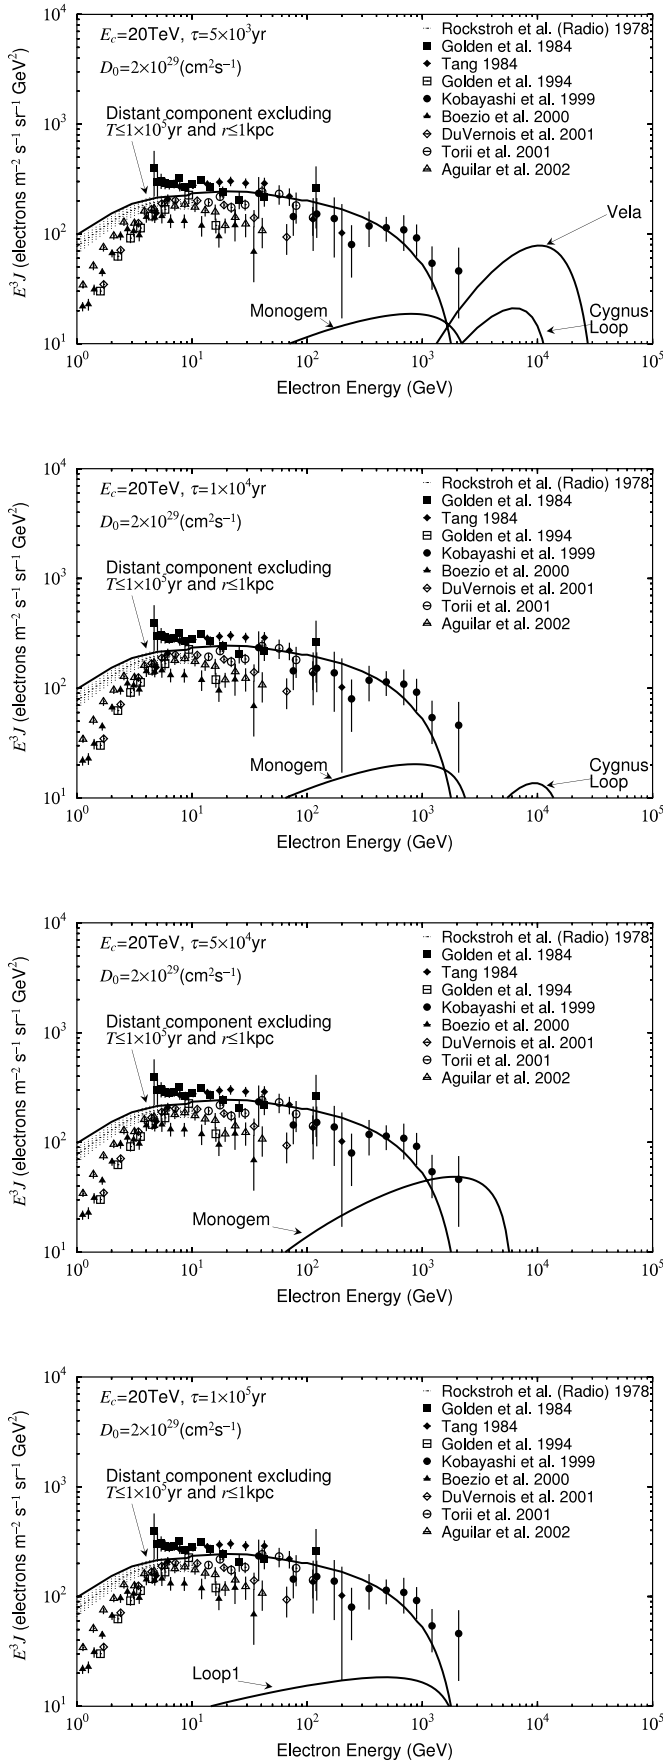 E_c=20TeV, τ=5×10³yr
D₀=2×10²⁹(cm²s⁻¹)
Distant component excluding
T≤1×10⁵yr and r≤1kpc
Rockstroh et al. (Radio) 1978
Golden et al. 1984
Tang 1984
Golden et al. 1994
Kobayashi et al. 1999
Boezio et al. 2000
DuVernois et al. 2001
Torii et al. 2001
Aguilar et al. 2002
Vela
Monogem
Cygnus
Loop
E³J (electrons m⁻² s⁻¹ sr⁻¹ GeV²)
10⁴
10³
10²
10¹
10⁰ 10¹ 10² 10³ 10⁴ 10⁵
Electron Energy (GeV)
E_c=20TeV, τ=1×10⁴yr
D₀=2×10²⁹(cm²s⁻¹)
Distant component excluding
T≤1×10⁵yr and r≤1kpc
Rockstroh et al. (Radio) 1978
Golden et al. 1984
Tang 1984
Golden et al. 1994
Kobayashi et al. 1999
Boezio et al. 2000
DuVernois et al. 2001
Torii et al. 2001
Aguilar et al. 2002
Monogem
Cygnus
Loop
E³J (electrons m⁻² s⁻¹ sr⁻¹ GeV²)
10⁴
10³
10²
10¹
10⁰ 10¹ 10² 10³ 10⁴ 10⁵
Electron Energy (GeV)
E_c=20TeV, τ=5×10⁴yr
D₀=2×10²⁹(cm²s⁻¹)
Distant component excluding
T≤1×10⁵yr and r≤1kpc
Rockstroh et al. (Radio) 1978
Golden et al. 1984
Tang 1984
Golden et al. 1994
Kobayashi et al. 1999
Boezio et al. 2000
DuVernois et al. 2001
Torii et al. 2001
Aguilar et al. 2002
Monogem
E³J (electrons m⁻² s⁻¹ sr⁻¹ GeV²)
10⁴
10³
10²
10¹
10⁰ 10¹ 10² 10³ 10⁴ 10⁵
Electron Energy (GeV)
E_c=20TeV, τ=1×10⁵yr
D₀=2×10²⁹(cm²s⁻¹)
Distant component excluding
T≤1×10⁵yr and r≤1kpc
Rockstroh et al. (Radio) 1978
Golden et al. 1984
Tang 1984
Golden et al. 1994
Kobayashi et al. 1999
Boezio et al. 2000
DuVernois et al. 2001
Torii et al. 2001
Aguilar et al. 2002
Loop1
E³J (electrons m⁻² s⁻¹ sr⁻¹ GeV²)
10⁴
10³
10²
10¹
10⁰ 10¹ 10² 10³ 10⁴ 10⁵
Electron Energy (GeV)